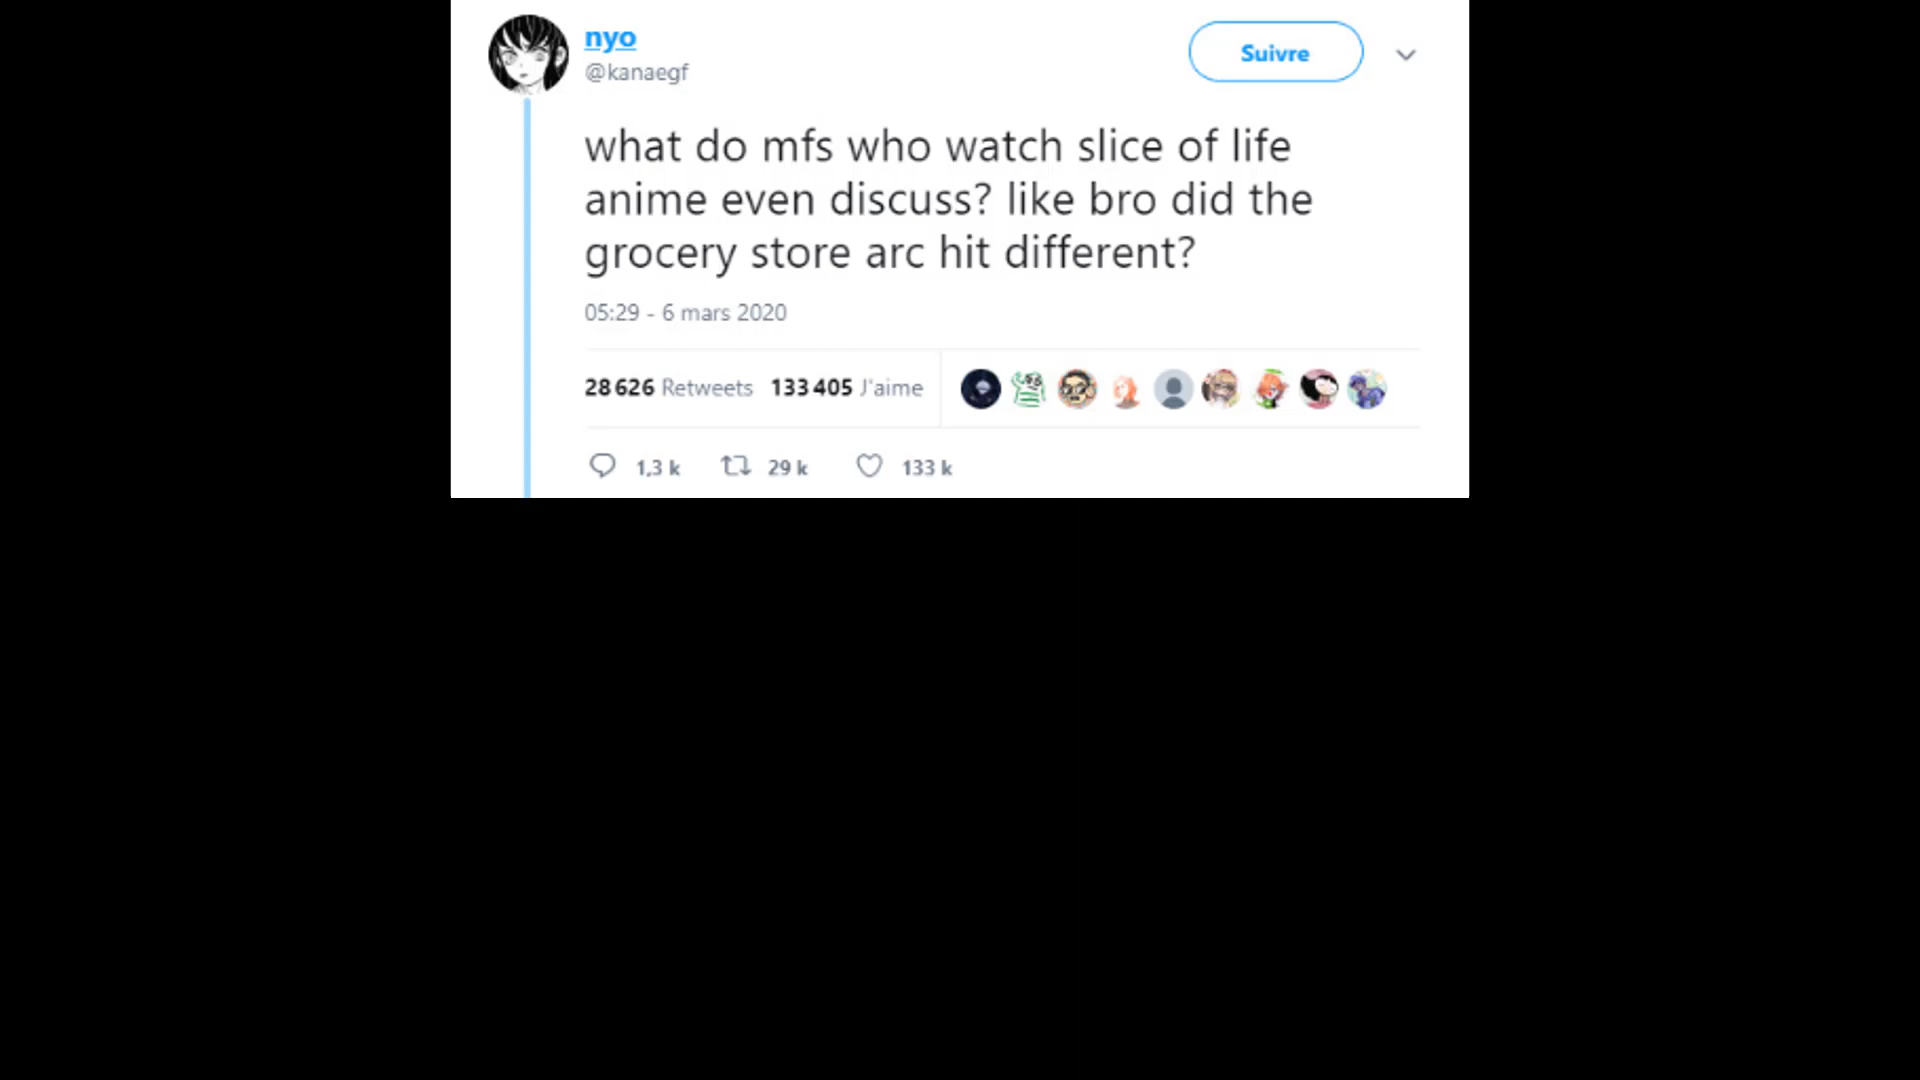 nyo
@kanaegf
Suivre
what do mfs who watch slice of life
anime even discuss? like bro did the
grocery store arc hit different?
05:29 - 6 mars 2020
28 626 Retweets 133 405 J'aime
1,3 k 29 k 133 k